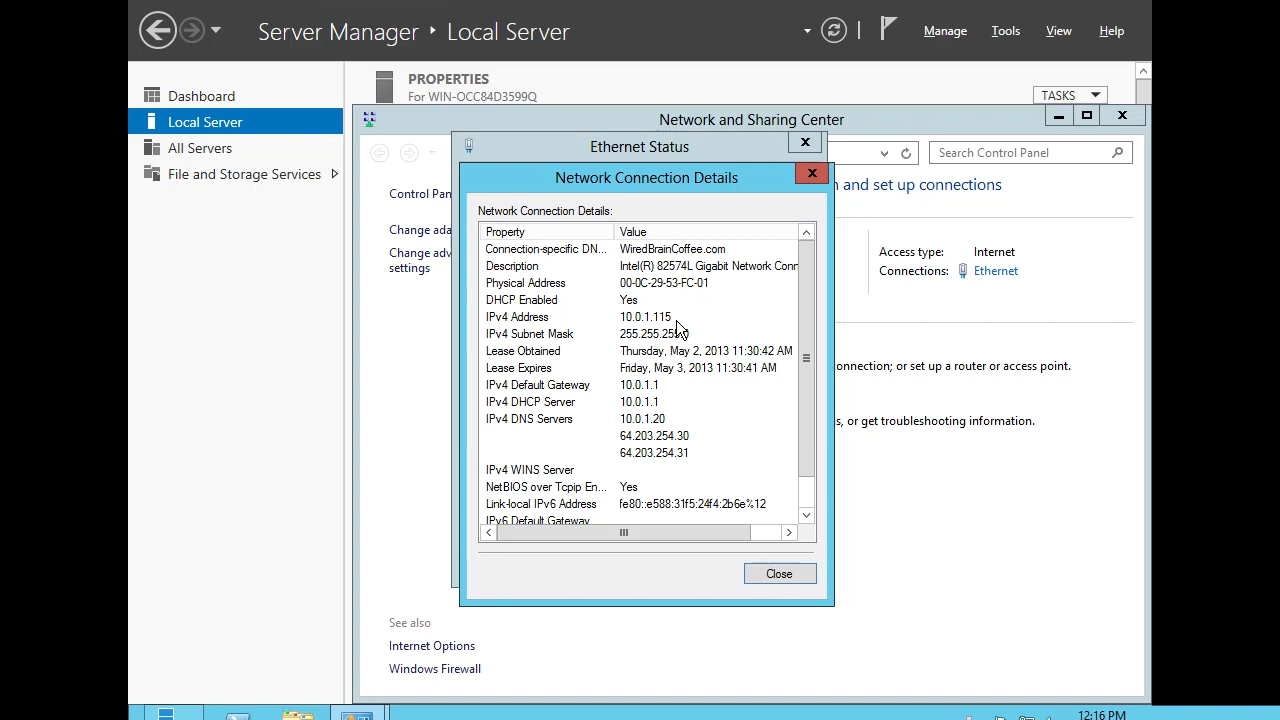 Server Manager ‣ Local Server
Manage Tools View Help
Dashboard
Local Server
All Servers
File and Storage Services
PROPERTIES
For WIN-OCC84D3599Q
TASKS
Network and Sharing Center
Search Control Panel
Control Pan
Change ada
Change adv
settings
n and set up connections
Access type: Internet
Connections: Ethernet
onnection; or set up a router or access point.
s, or get troubleshooting information.
See also
Internet Options
Windows Firewall
Ethernet Status
Network Connection Details
Network Connection Details:
Property Value
Connection-specific DN... WiredBrainCoffee.com
Description Intel(R) 82574L Gigabit Network Conn
Physical Address 00-0C-29-53-FC-01
DHCP Enabled Yes
IPv4 Address 10.0.1.115
IPv4 Subnet Mask
Lease Obtained Thursday, May 2, 2013 11:30:42 AM
Lease Expires Friday, May 3, 2013 11:30:41 AM
IPv4 Default Gateway 10.0.1.1
IPv4 DHCP Server 10.0.1.1
IPv4 DNS Servers 10.0.1.20
64.203.254.30
64.203.254.31
IPv4 WINS Server
NetBIOS over Tcpip En... Yes
Link-local IPv6 Address fe80::e588:31f5:24f4:2b6e%12
IPv6 Default Gateway
Close
12:16 PM